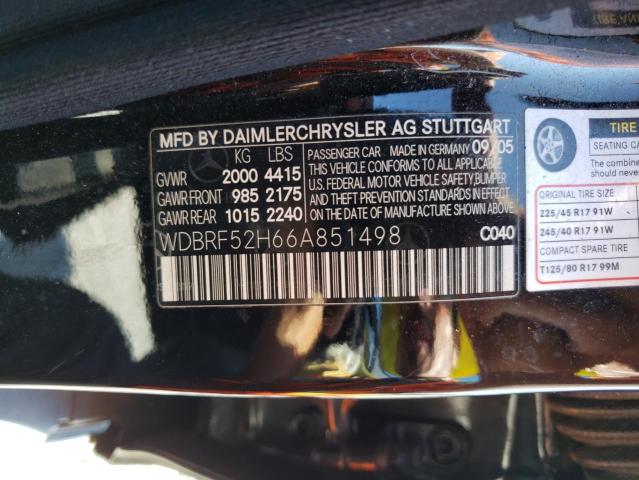 MFD BY DAIMLERCHRYSLER AG STUTTGART
KG LBS
GVWR 2000 4415
GAWR FRONT 985 2175
GAWR REAR 1015 2240
PASSENGER CAR MADE IN GERMANY 09/05
THIS VEHICLE CONFORMS TO ALL APPLICABLE
U.S. FEDERAL MOTOR VEHICLE SAFETY, BUMPER
AND THEFT PREVENTION STANDARDS IN EFFECT
ON THE DATE OF MANUFACTURE SHOWN ABOVE.
WDBRF52H66A851498 C040
TIRE
SEATING CA
The combine
should neve
ORIGINAL TIRE SIZE
225/45 R17 91W
245/40 R17 91W
COMPACT SPARE TIRE
T125/80 R17 99M